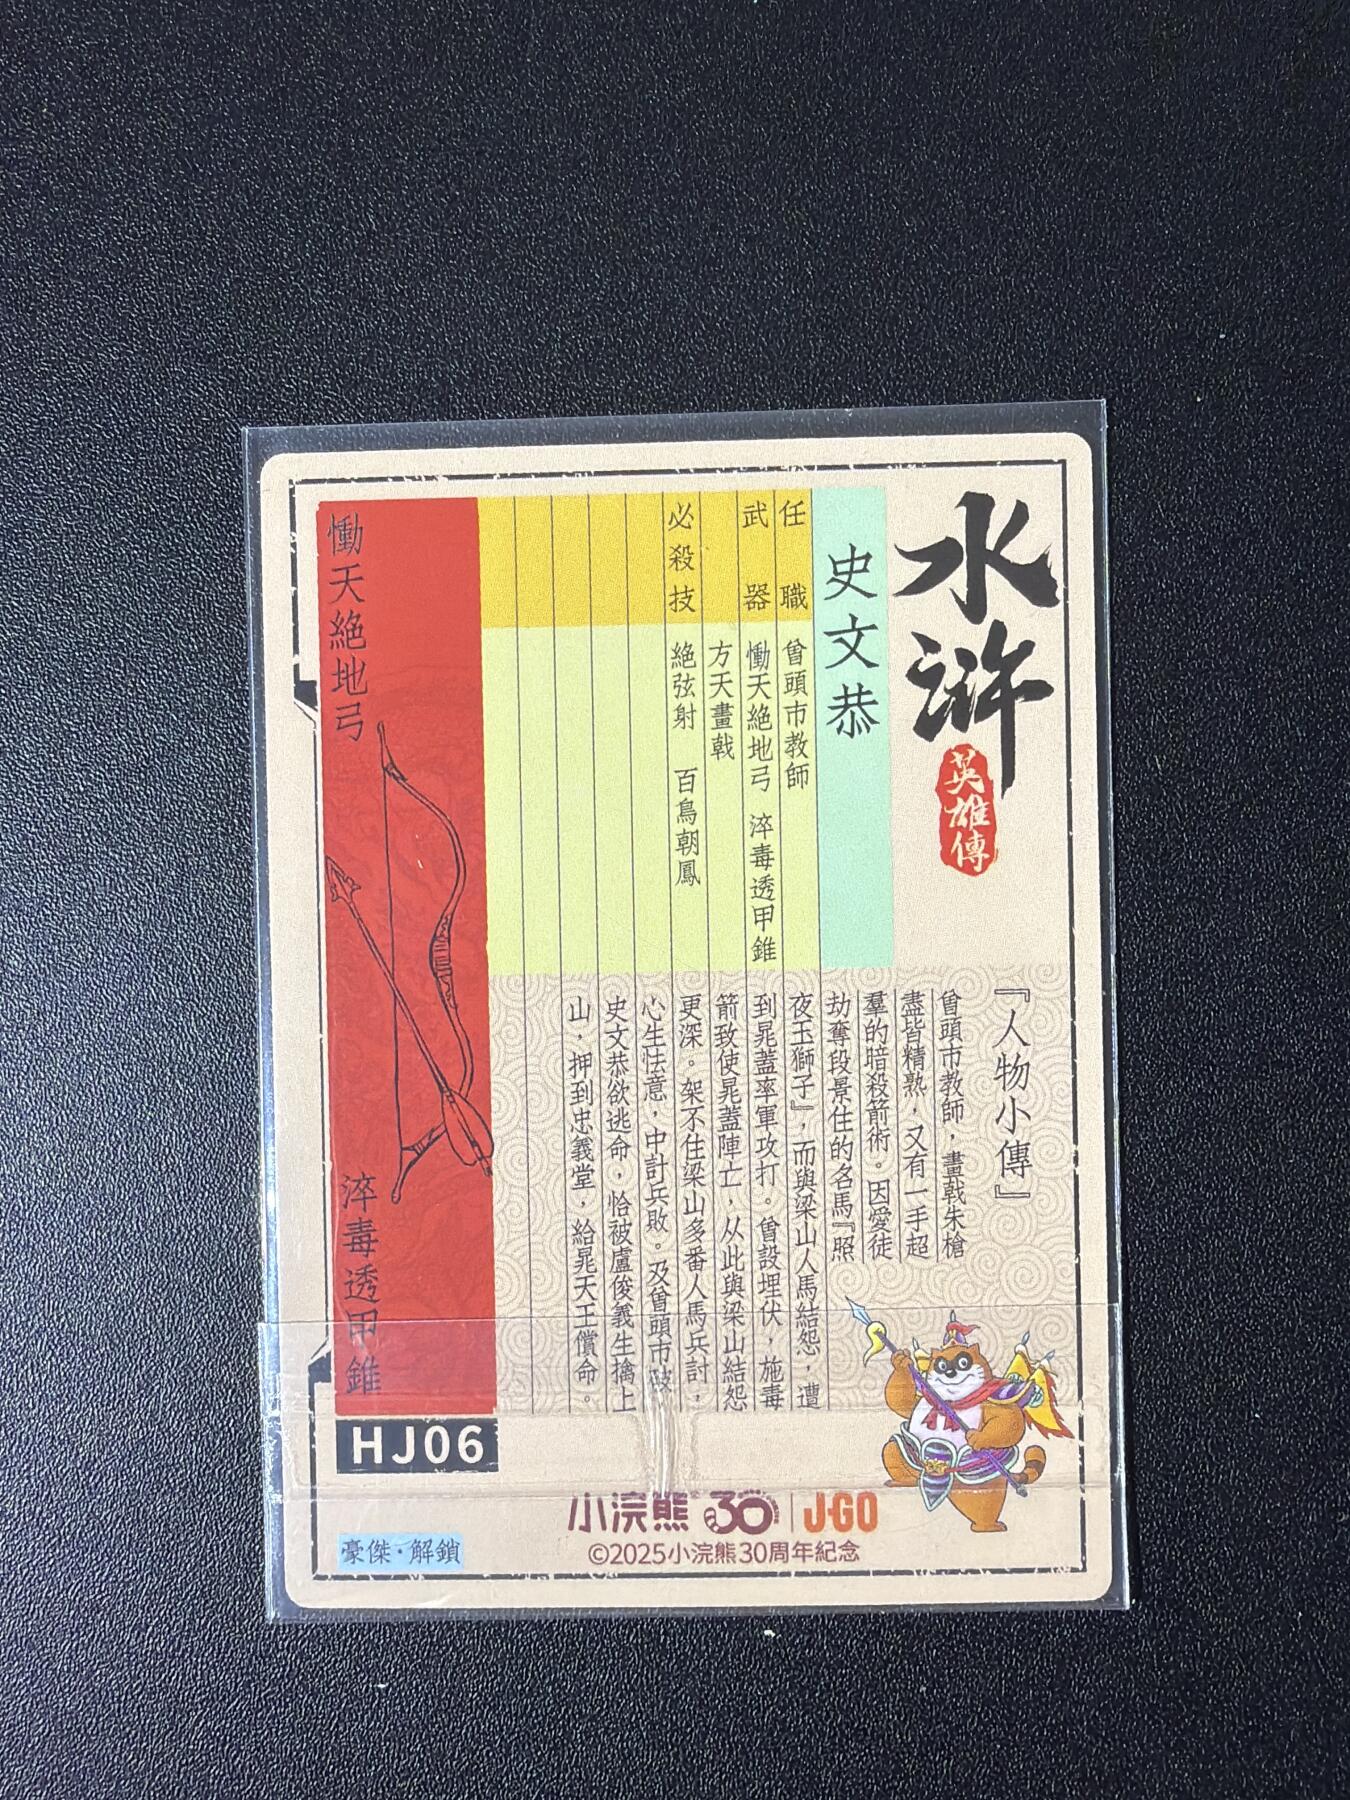 水滸
英雄傳
史文恭
任職 曾頭市教師
武器 慟天絕地弓 淬毒透甲錐
方天畫戟
必殺技 絕弦射 百鳥朝鳳
慟天絕地弓
淬毒透甲錐
『人物小傳』
曾頭市教師，畫戟朱槍
盡皆精熟，又有一手超
羣的暗殺箭術。因愛徒
劫奪段景住的名馬『照
夜玉獅子』，而與梁山人馬結怨，遭
到晁蓋率軍攻打。曾設埋伏，施毒
箭致使晁蓋陣亡，从此與梁山結怨
更深。架不住梁山多番人馬兵討，
心生怯意，中計兵敗。及曾頭市破
史文恭欲逃命，恰被盧俊義生擒上
山，押到忠義堂，給晁天王償命。
HJ06
小浣熊 30 | J-GO
©2025小浣熊30周年紀念
豪傑·解鎖